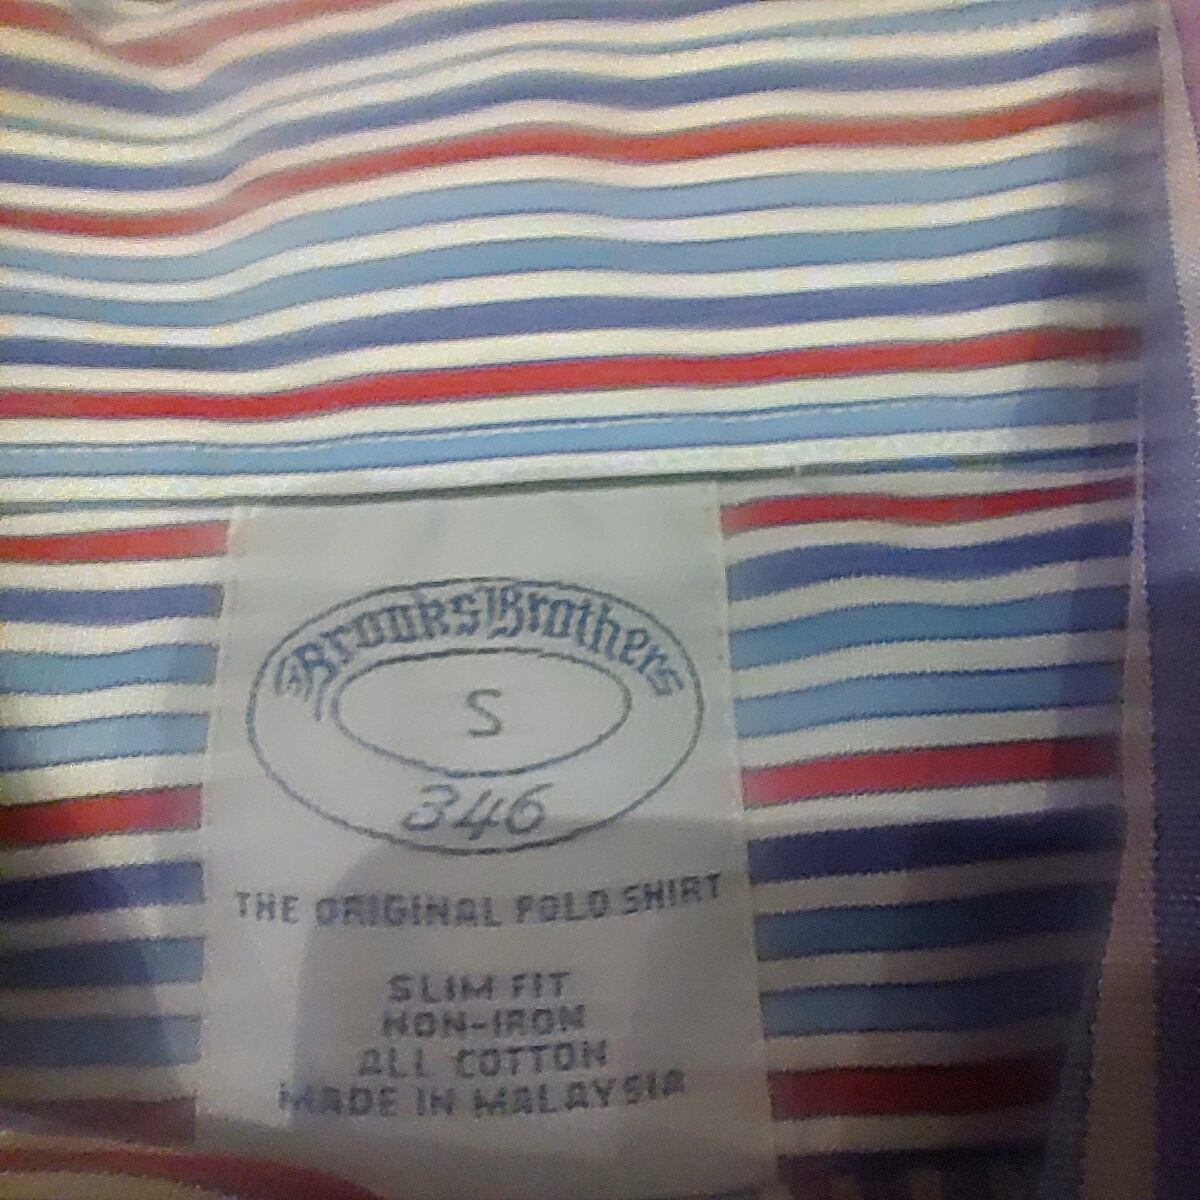 Brooks Brothers
S
346
THE ORIGINAL POLO SHIRT
SLIM FIT
NON-IRON
ALL COTTON
MADE IN MALAYSIA